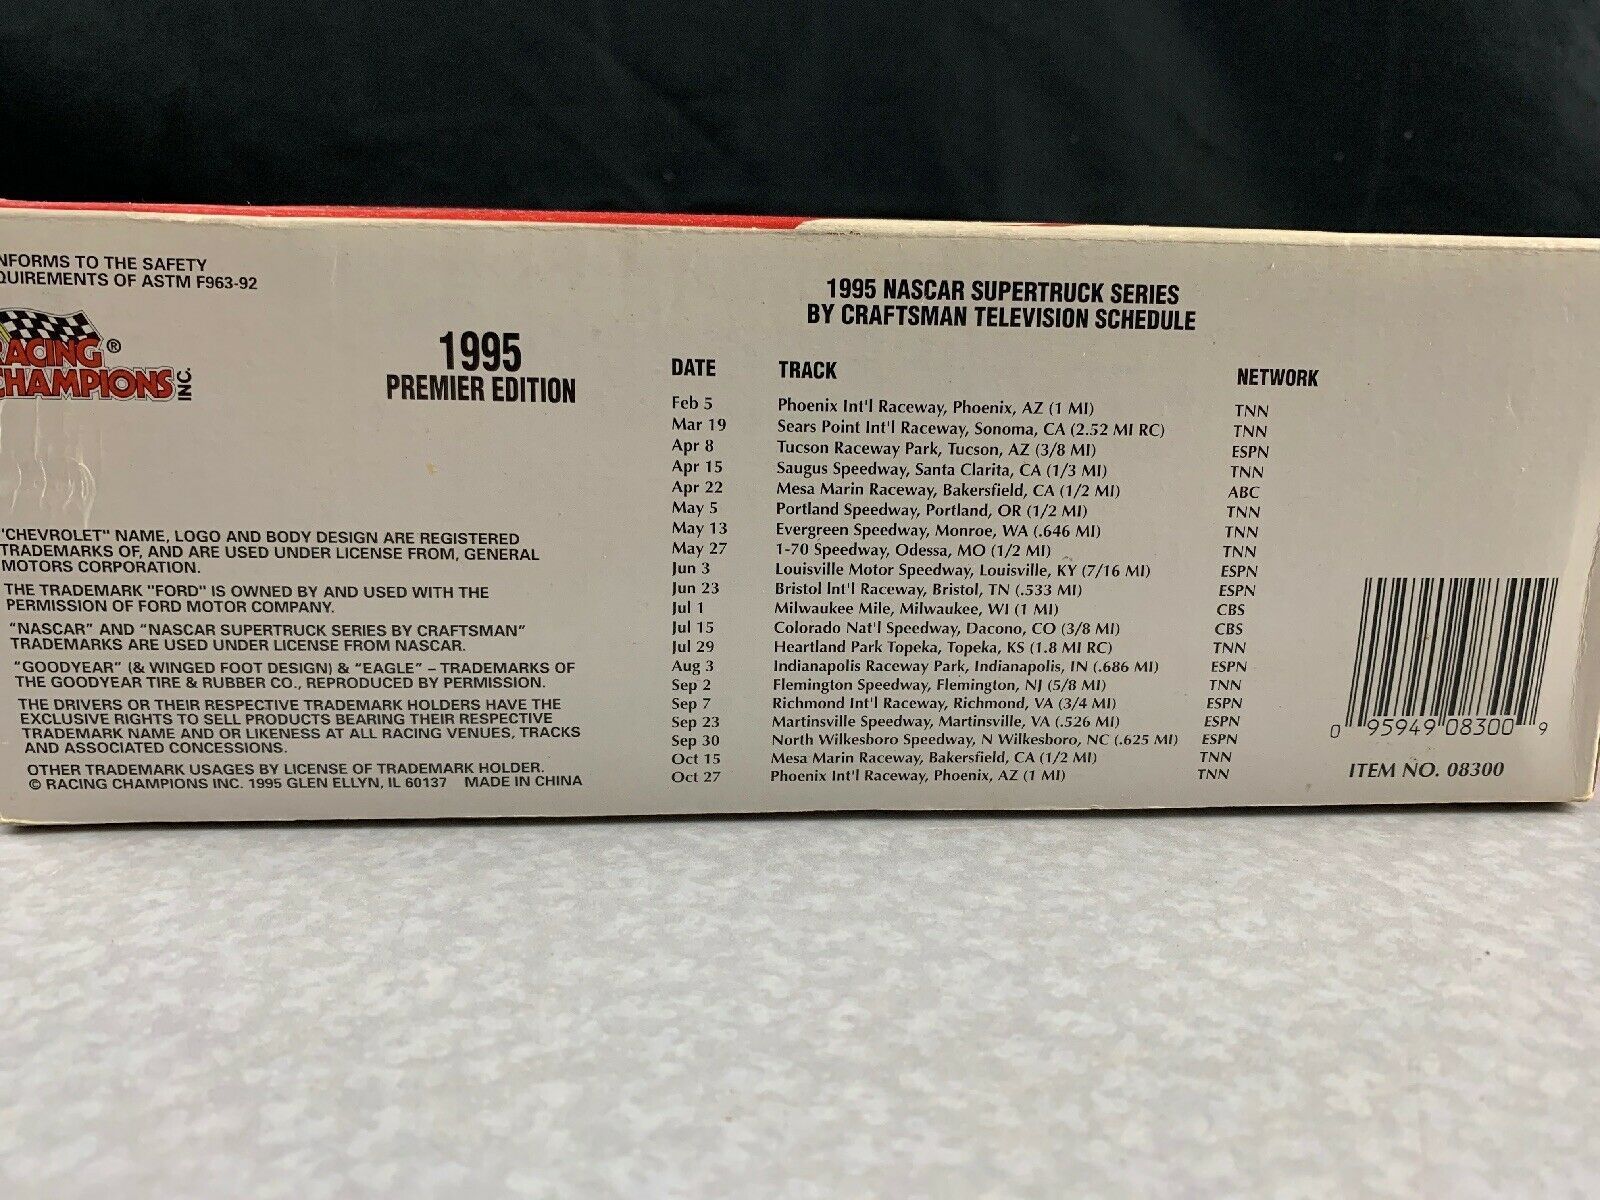 NFORMS TO THE SAFETY
QUIREMENTS OF ASTM F963-92
RACING ®
CHAMPIONS INC.
1995
PREMIER EDITION
"CHEVROLET" NAME, LOGO AND BODY DESIGN ARE REGISTERED
TRADEMARKS OF, AND ARE USED UNDER LICENSE FROM, GENERAL
MOTORS CORPORATION.
THE TRADEMARK "FORD" IS OWNED BY AND USED WITH THE
PERMISSION OF FORD MOTOR COMPANY.
"NASCAR" AND "NASCAR SUPERTRUCK SERIES BY CRAFTSMAN"
TRADEMARKS ARE USED UNDER LICENSE FROM NASCAR.
"GOODYEAR" (& WINGED FOOT DESIGN) & "EAGLE" – TRADEMARKS OF
THE GOODYEAR TIRE & RUBBER CO., REPRODUCED BY PERMISSION.
THE DRIVERS OR THEIR RESPECTIVE TRADEMARK HOLDERS HAVE THE
EXCLUSIVE RIGHTS TO SELL PRODUCTS BEARING THEIR RESPECTIVE
TRADEMARK NAME AND OR LIKENESS AT ALL RACING VENUES, TRACKS
AND ASSOCIATED CONCESSIONS.
OTHER TRADEMARK USAGES BY LICENSE OF TRADEMARK HOLDER.
© RACING CHAMPIONS INC. 1995 GLEN ELLYN, IL 60137 MADE IN CHINA
1995 NASCAR SUPERTRUCK SERIES
BY CRAFTSMAN TELEVISION SCHEDULE
DATE TRACK NETWORK
Feb 5 Phoenix Int'l Raceway, Phoenix, AZ (1 MI) TNN
Mar 19 Sears Point Int'l Raceway, Sonoma, CA (2.52 MI RC) TNN
Apr 8 Tucson Raceway Park, Tucson, AZ (3/8 MI) ESPN
Apr 15 Saugus Speedway, Santa Clarita, CA (1/3 MI) TNN
Apr 22 Mesa Marin Raceway, Bakersfield, CA (1/2 MI) ABC
May 5 Portland Speedway, Portland, OR (1/2 MI) TNN
May 13 Evergreen Speedway, Monroe, WA (.646 MI) TNN
May 27 1-70 Speedway, Odessa, MO (1/2 MI) TNN
Jun 3 Louisville Motor Speedway, Louisville, KY (7/16 MI) ESPN
Jun 23 Bristol Int'l Raceway, Bristol, TN (.533 MI) ESPN
Jul 1 Milwaukee Mile, Milwaukee, WI (1 MI) CBS
Jul 15 Colorado Nat'l Speedway, Dacono, CO (3/8 MI) CBS
Jul 29 Heartland Park Topeka, Topeka, KS (1.8 MI RC) TNN
Aug 3 Indianapolis Raceway Park, Indianapolis, IN (.686 MI) ESPN
Sep 2 Flemington Speedway, Flemington, NJ (5/8 MI) TNN
Sep 7 Richmond Int'l Raceway, Richmond, VA (3/4 MI) ESPN
Sep 23 Martinsville Speedway, Martinsville, VA (.526 MI) ESPN
Sep 30 North Wilkesboro Speedway, N Wilkesboro, NC (.625 MI) ESPN
Oct 15 Mesa Marin Raceway, Bakersfield, CA (1/2 MI) TNN
Oct 27 Phoenix Int'l Raceway, Phoenix, AZ (1 MI) TNN
0 95949 08300 9
ITEM NO. 08300